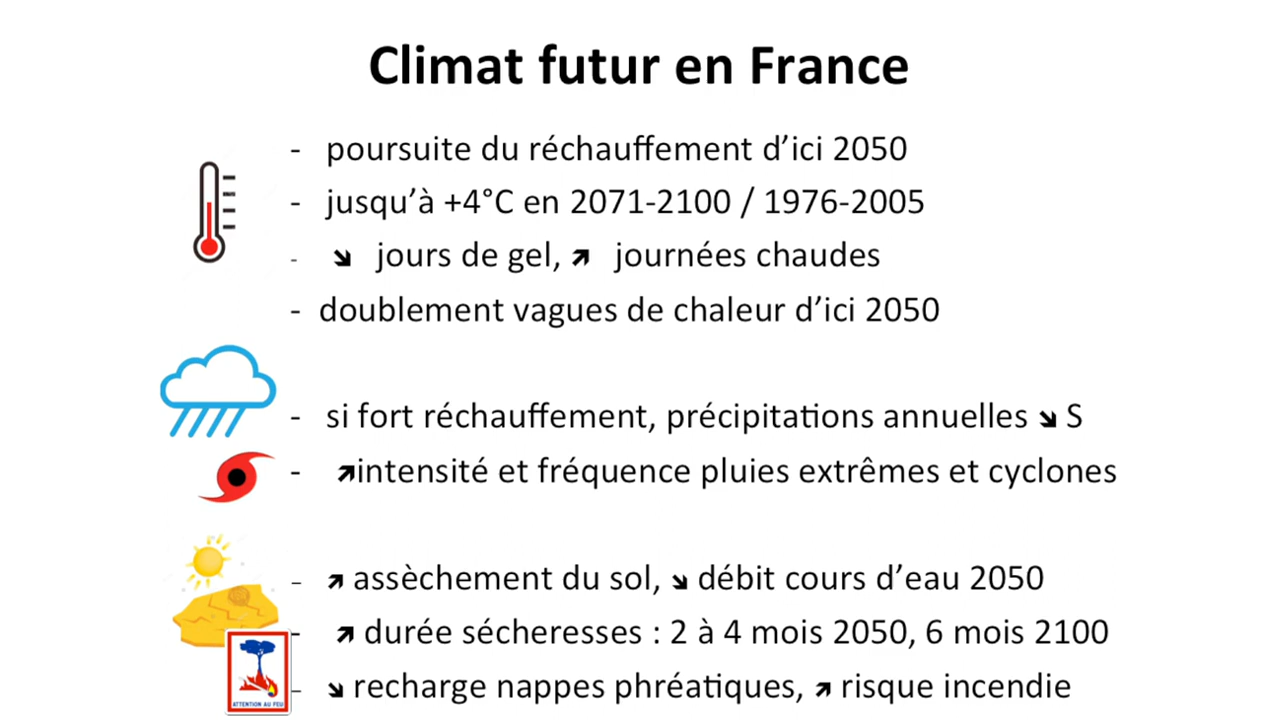 Climat futur en France
- poursuite du réchauffement d’ici 2050
- jusqu’à +4°C en 2071-2100 / 1976-2005
- ↘ jours de gel, ↗ journées chaudes
- doublement vagues de chaleur d’ici 2050
- si fort réchauffement, précipitations annuelles ↘ S
- ↗intensité et fréquence pluies extrêmes et cyclones
- ↗ assèchement du sol, ↘ débit cours d’eau 2050
- ↗ durée sécheresses : 2 à 4 mois 2050, 6 mois 2100
- ↘ recharge nappes phréatiques, ↗ risque incendie
ATTENTION AU FEU